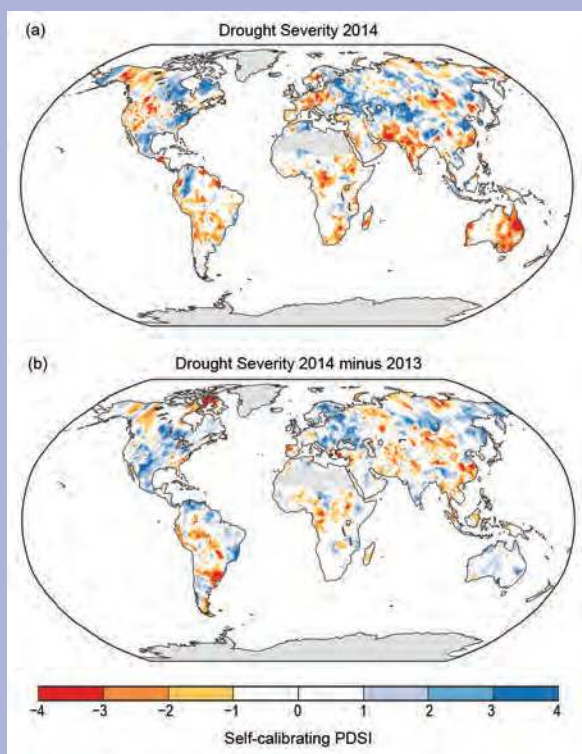 (a)
Drought Severity 2014
(b)
Drought Severity 2014 minus 2013
−4 −3 −2 −1 0 1 2 3 4
Self-calibrating PDSI